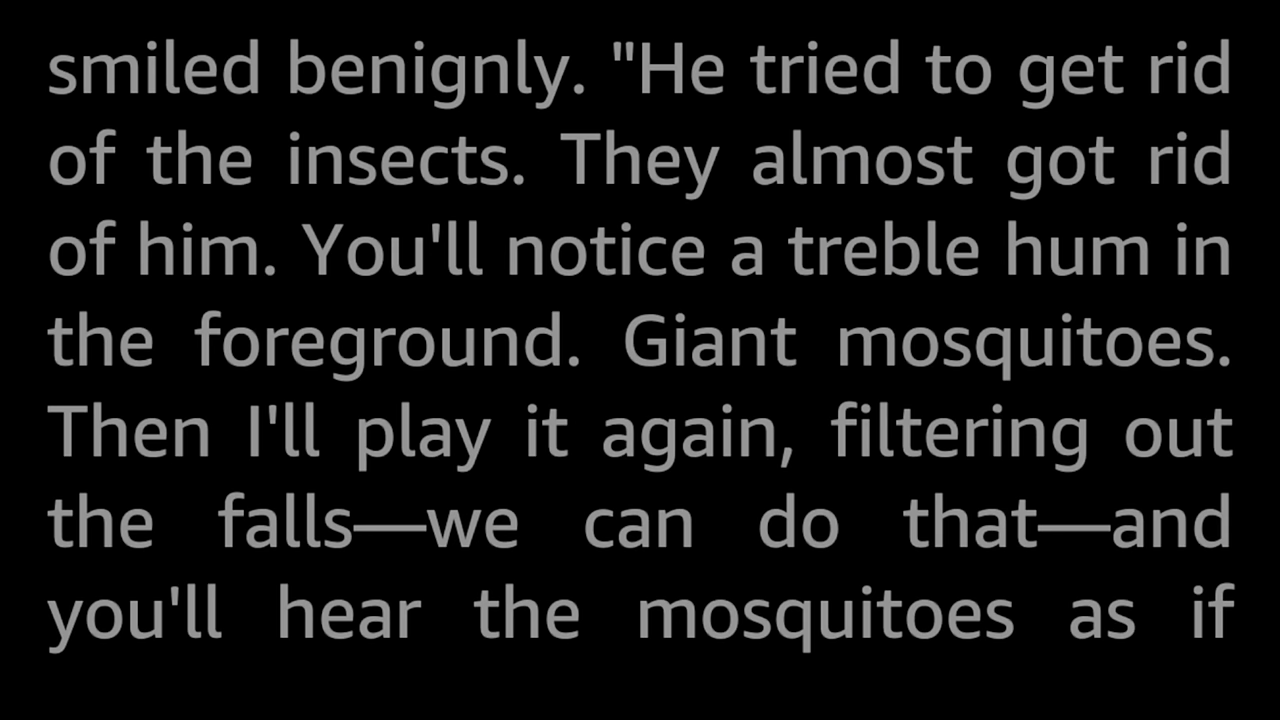 smiled benignly. "He tried to get rid
of the insects. They almost got rid
of him. You'll notice a treble hum in
the foreground. Giant mosquitoes.
Then I'll play it again, filtering out
the falls—we can do that—and
you'll hear the mosquitoes as if